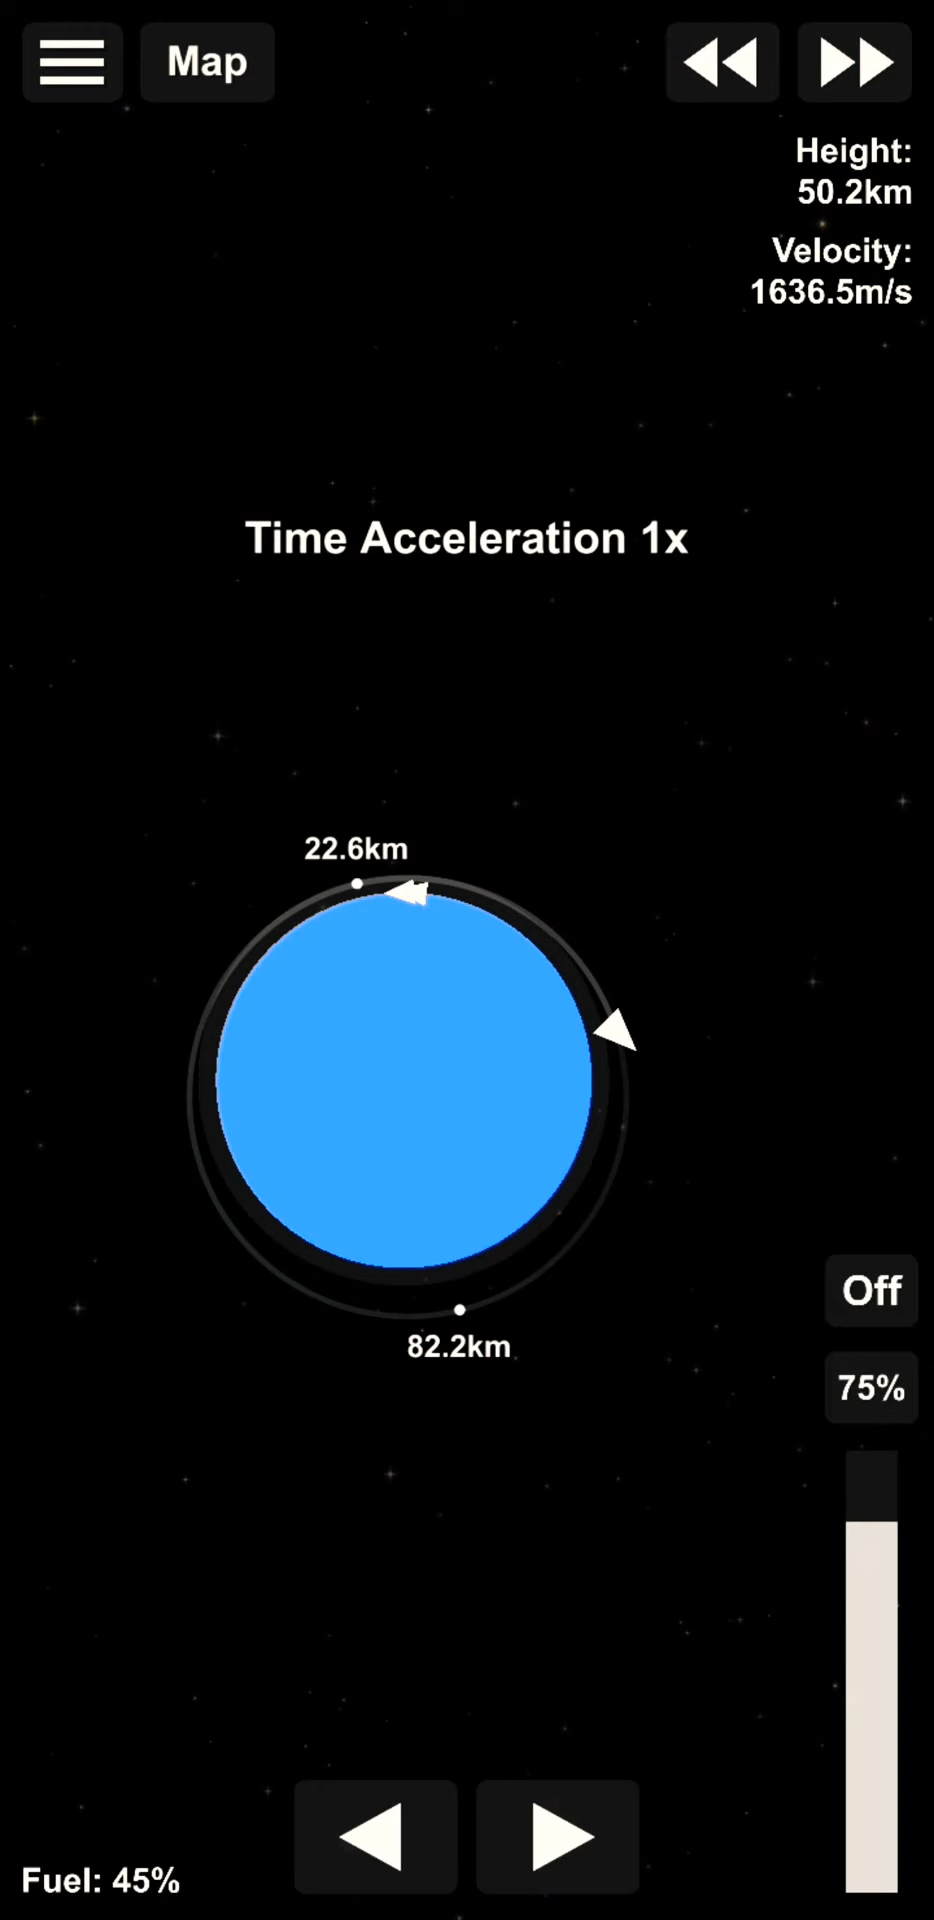 Map
Height:
50.2km
Velocity:
1636.5m/s
Time Acceleration 1x
22.6km
82.2km
Off
75%
Fuel: 45%